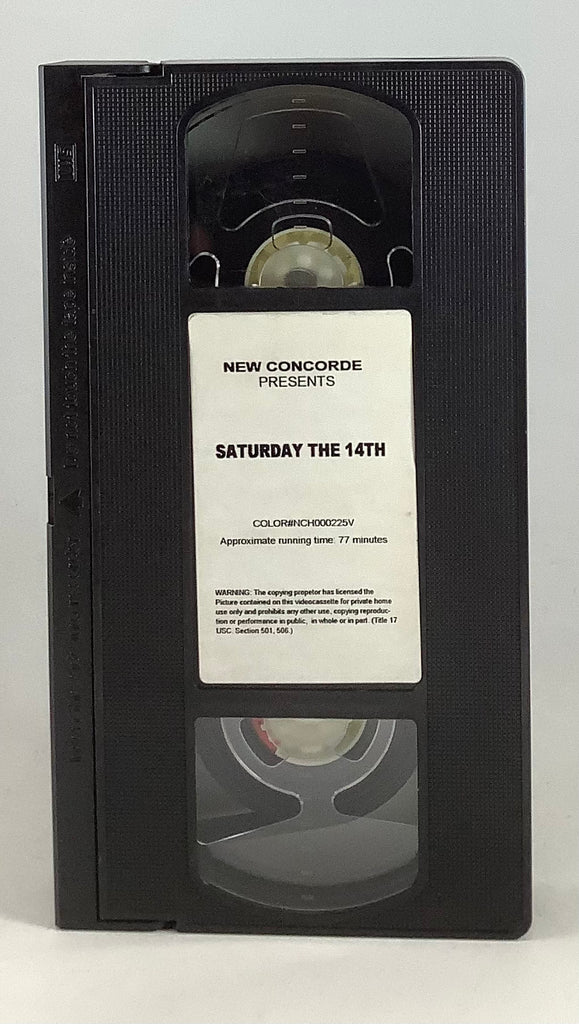 NEW CONCORDE
PRESENTS
SATURDAY THE 14TH
COLOR#NCH000225V
Approximate running time: 77 minutes
WARNING: The copying propetor has licensed the
Picture contained on this videocassette for private home
use only and prohibits any other use, copying reproduc-
tion or performance in public, in whole or in part. (Title 17
USC. Section 501, 506.)